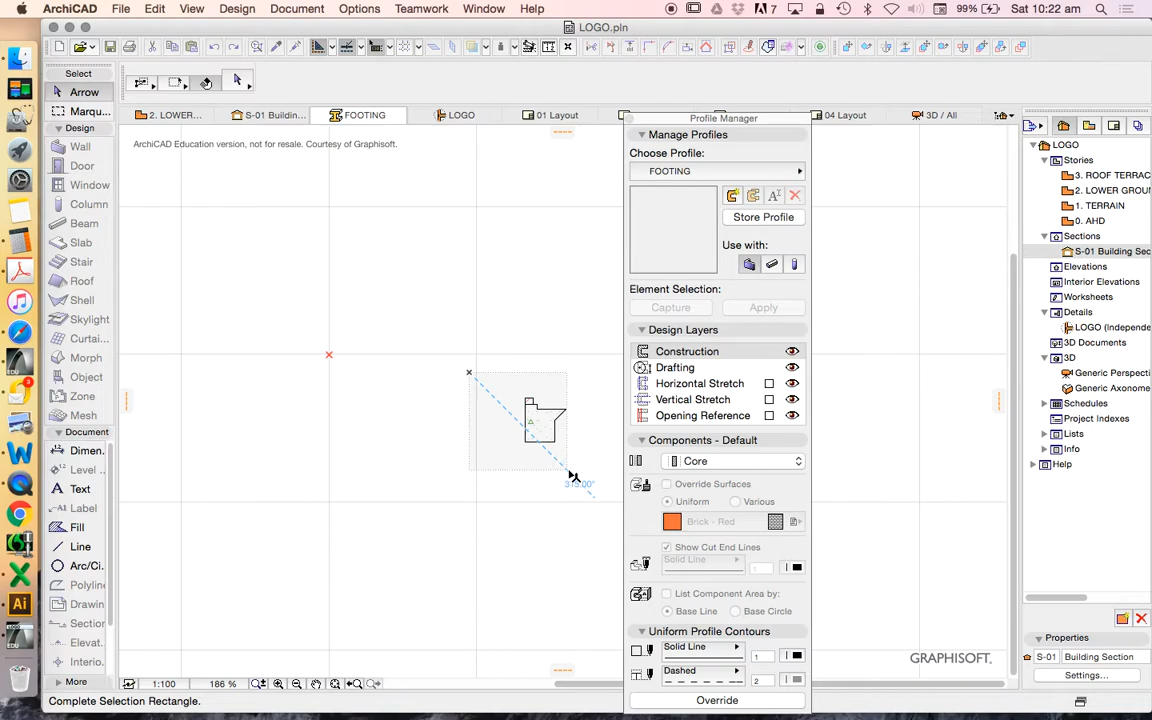 ArchiCAD File Edit View Design Document Options Teamwork Window Help 7 99% Sat 10:22 am
LOGO.pln
Select
Arrow
Marqu...
Design
Wall
Door
Window
Column
Beam
Slab
Stair
Roof
Shell
Skylight
Curtai...
Morph
Object
Zone
Mesh
Document
Dimen...
Level ...
Text
Label
Fill
Line
Arc/Ci...
Polyline
Drawin
Section
Elevat...
Interio...
More
2. LOWER... S-01 Buildin... FOOTING LOGO 01 Layout 04 Layout 3D / All
ArchiCAD Education version, not for resale. Courtesy of Graphisoft.
GRAPHISOFT.
Profile Manager
Manage Profiles
Choose Profile:
FOOTING
Store Profile
Use with:
Element Selection:
Capture Apply
Design Layers
Construction
Drafting
Horizontal Stretch
Vertical Stretch
Opening Reference
Components - Default
Core
Override Surfaces
Uniform Various
Brick - Red
Show Cut End Lines
Solid Line 1
List Component Area by:
Base Line Base Circle
Uniform Profile Contours
Solid Line 1
Dashed 2
Override
LOGO
Stories
3. ROOF TERRAC
2. LOWER GROUN
1. TERRAIN
0. AHD
Sections
S-01 Building Sec
Elevations
Interior Elevations
Worksheets
Details
LOGO (Independe
3D Documents
3D
Generic Perspecti
Generic Axonome
Schedules
Project Indexes
Lists
Info
Help
Properties
S-01 Building Section
Settings...
1:100 186 %
Complete Selection Rectangle.